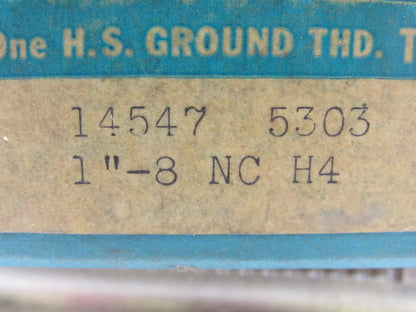 One H.S. GROUND THD. T
14547 5303
1"-8 NC H4